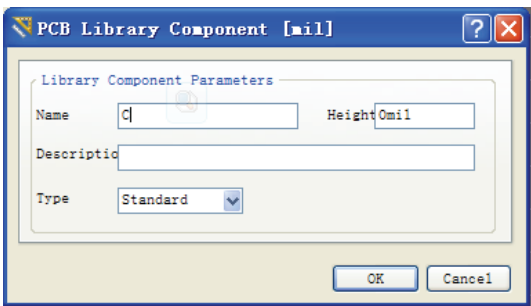 PCB Library Component [mil]
Library Component Parameters
Name C Height 0mil
Descriptio
Type Standard
OK Cancel